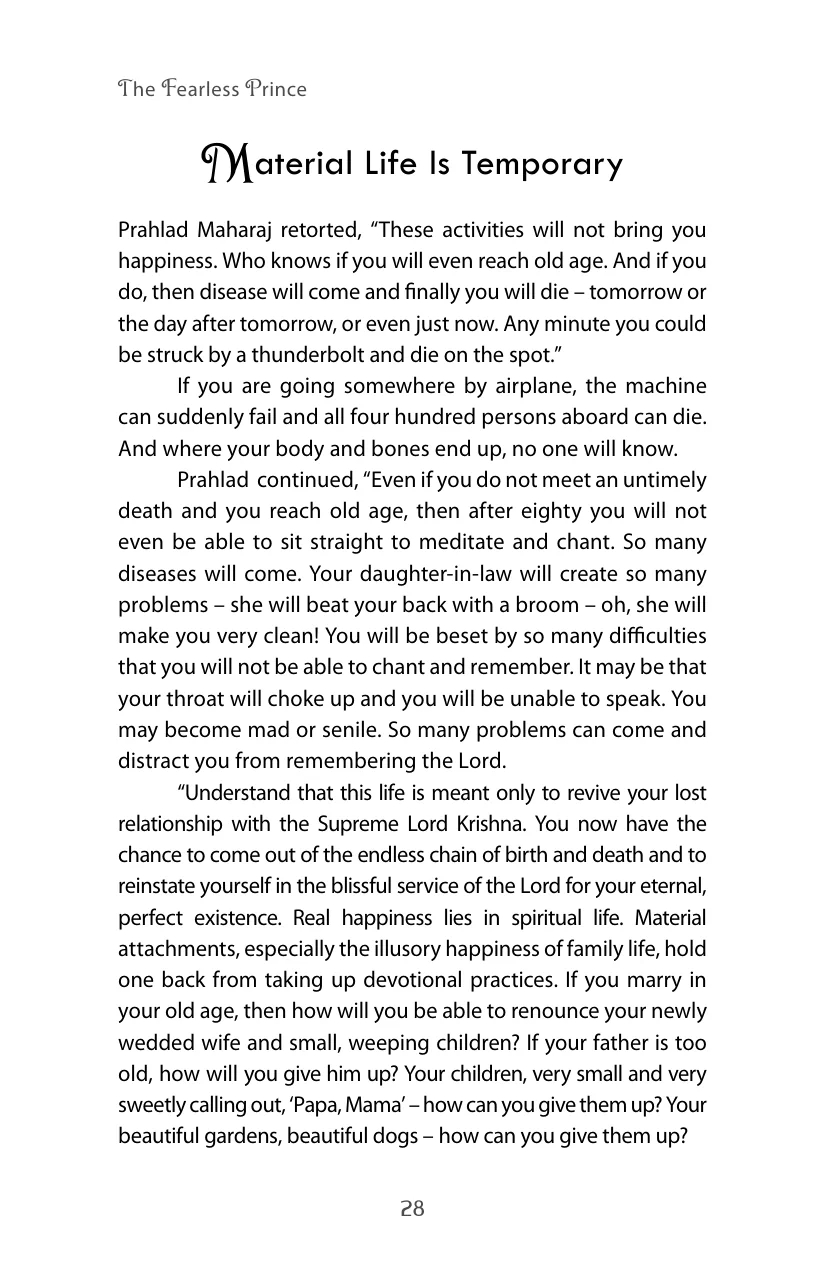 The Fearless Prince
Material Life Is Temporary
Prahlad Maharaj retorted, “These activities will not bring you
happiness. Who knows if you will even reach old age. And if you
do, then disease will come and finally you will die – tomorrow or
the day after tomorrow, or even just now. Any minute you could
be struck by a thunderbolt and die on the spot.”
If you are going somewhere by airplane, the machine
can suddenly fail and all four hundred persons aboard can die.
And where your body and bones end up, no one will know.
Prahlad continued, “Even if you do not meet an untimely
death and you reach old age, then after eighty you will not
even be able to sit straight to meditate and chant. So many
diseases will come. Your daughter-in-law will create so many
problems – she will beat your back with a broom – oh, she will
make you very clean! You will be beset by so many difficulties
that you will not be able to chant and remember. It may be that
your throat will choke up and you will be unable to speak. You
may become mad or senile. So many problems can come and
distract you from remembering the Lord.
“Understand that this life is meant only to revive your lost
relationship with the Supreme Lord Krishna. You now have the
chance to come out of the endless chain of birth and death and to
reinstate yourself in the blissful service of the Lord for your eternal,
perfect existence. Real happiness lies in spiritual life. Material
attachments, especially the illusory happiness of family life, hold
one back from taking up devotional practices. If you marry in
your old age, then how will you be able to renounce your newly
wedded wife and small, weeping children? If your father is too
old, how will you give him up? Your children, very small and very
sweetly calling out, ‘Papa, Mama’ – how can you give them up? Your
beautiful gardens, beautiful dogs – how can you give them up?
28